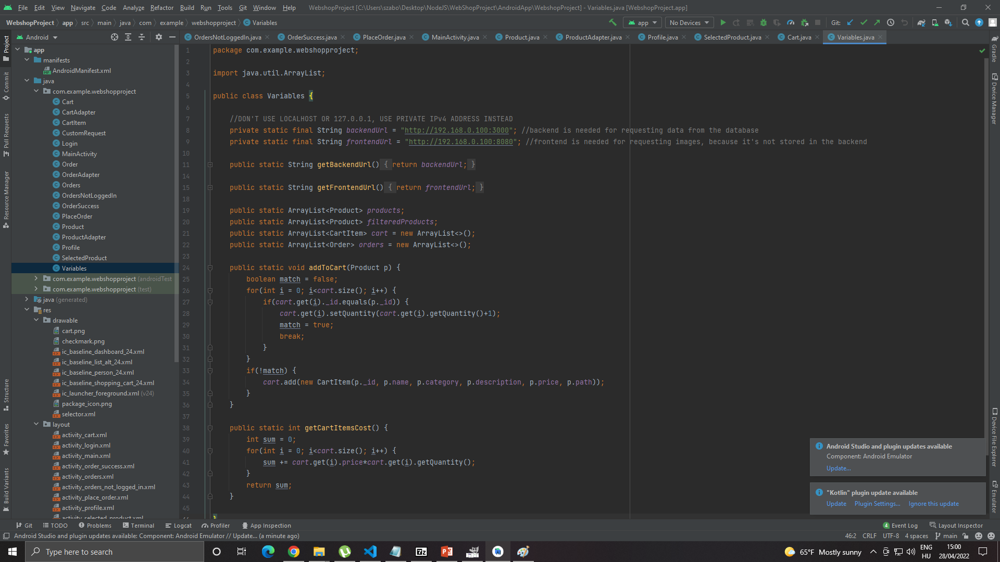 File Edit View Navigate Code Analyze Refactor Build Run Tools Git Window Help WebshopProject [C:\Users\szabo\Desktop\NodeJS\WebShopProject\AndroidApp\WebshopProject] - Variables.java [WebshopProject.app]
WebshopProject app src main java com example webshopproject Variables
app No Devices Git:
Android
OrdersNotLoggedIn.java OrderSuccess.java PlaceOrder.java MainActivity.java Product.java ProductAdapter.java Profile.java SelectedProduct.java Cart.java Variables.java
Project
Commit
Pull Requests
Resource Manager
Structure
Favorites
Build Variants
app
manifests
AndroidManifest.xml
java
com.example.webshopproject
Cart
CartAdapter
CartItem
CustomRequest
Login
MainActivity
Order
OrderAdapter
Orders
OrdersNotLoggedIn
OrderSuccess
PlaceOrder
Product
ProductAdapter
Profile
SelectedProduct
Variables
com.example.webshopproject (androidTest
com.example.webshopproject (test)
java (generated)
res
drawable
cart.png
checkmark.png
ic_baseline_dashboard_24.xml
ic_baseline_list_alt_24.xml
ic_baseline_person_24.xml
ic_baseline_shopping_cart_24.xml
ic_launcher_foreground.xml (v24)
package_icon.png
selector.xml
layout
activity_cart.xml
activity_login.xml
activity_main.xml
activity_order_success.xml
activity_orders.xml
activity_orders_not_logged_in.xml
activity_place_order.xml
activity_profile.xml
activity_selected_product.xml
1 package com.example.webshopproject;
2
3 import java.util.ArrayList;
4
5 public class Variables {
6
7 //DON'T USE LOCALHOST OR 127.0.0.1, USE PRIVATE IPv4 ADDRESS INSTEAD
8 private static final String backendUrl = "http://192.168.0.100:3000"; //backend is needed for requesting data from the database
9 private static final String frontendUrl = "http://192.168.0.100:8080"; //frontend is needed for requesting images, because it's not stored in the backend
10
11 public static String getBackendUrl() { return backendUrl; }
14
15 public static String getFrontendUrl() { return frontendUrl; }
18
19 public static ArrayList<Product> products;
20 public static ArrayList<Product> filteredProducts;
21 public static ArrayList<CartItem> cart = new ArrayList<>();
22 public static ArrayList<Order> orders = new ArrayList<>();
23
24 public static void addToCart(Product p) {
25 boolean match = false;
26 for(int i = 0; i<cart.size(); i++) {
27 if(cart.get(i)._id.equals(p._id)) {
28 cart.get(i).setQuantity(cart.get(i).getQuantity()+1);
29 match = true;
30 break;
31 }
32 }
33 if(!match) {
34 cart.add(new CartItem(p._id, p.name, p.category, p.description, p.price, p.path));
35 }
36 }
37
38 public static int getCartItemsCost() {
39 int sum = 0;
40 for(int i = 0; i<cart.size(); i++) {
41 sum += cart.get(i).price*cart.get(i).getQuantity();
42 }
43 return sum;
44 }
45
}
Gradle
Device Manager
Device File Explorer
Emulator
Android Studio and plugin updates available
Component: Android Emulator
Update...
"Kotlin" plugin update available
Update Plugin Settings... Ignore this update
Git TODO Problems Terminal Logcat Profiler App Inspection 4 Event Log Layout Inspector
Android Studio and plugin updates available: Component: Android Emulator // Update... (a minute ago) 46:2 CRLF UTF-8 4 spaces main
Type here to search 65°F Mostly sunny
ENG 15:00
HU 28/04/2022